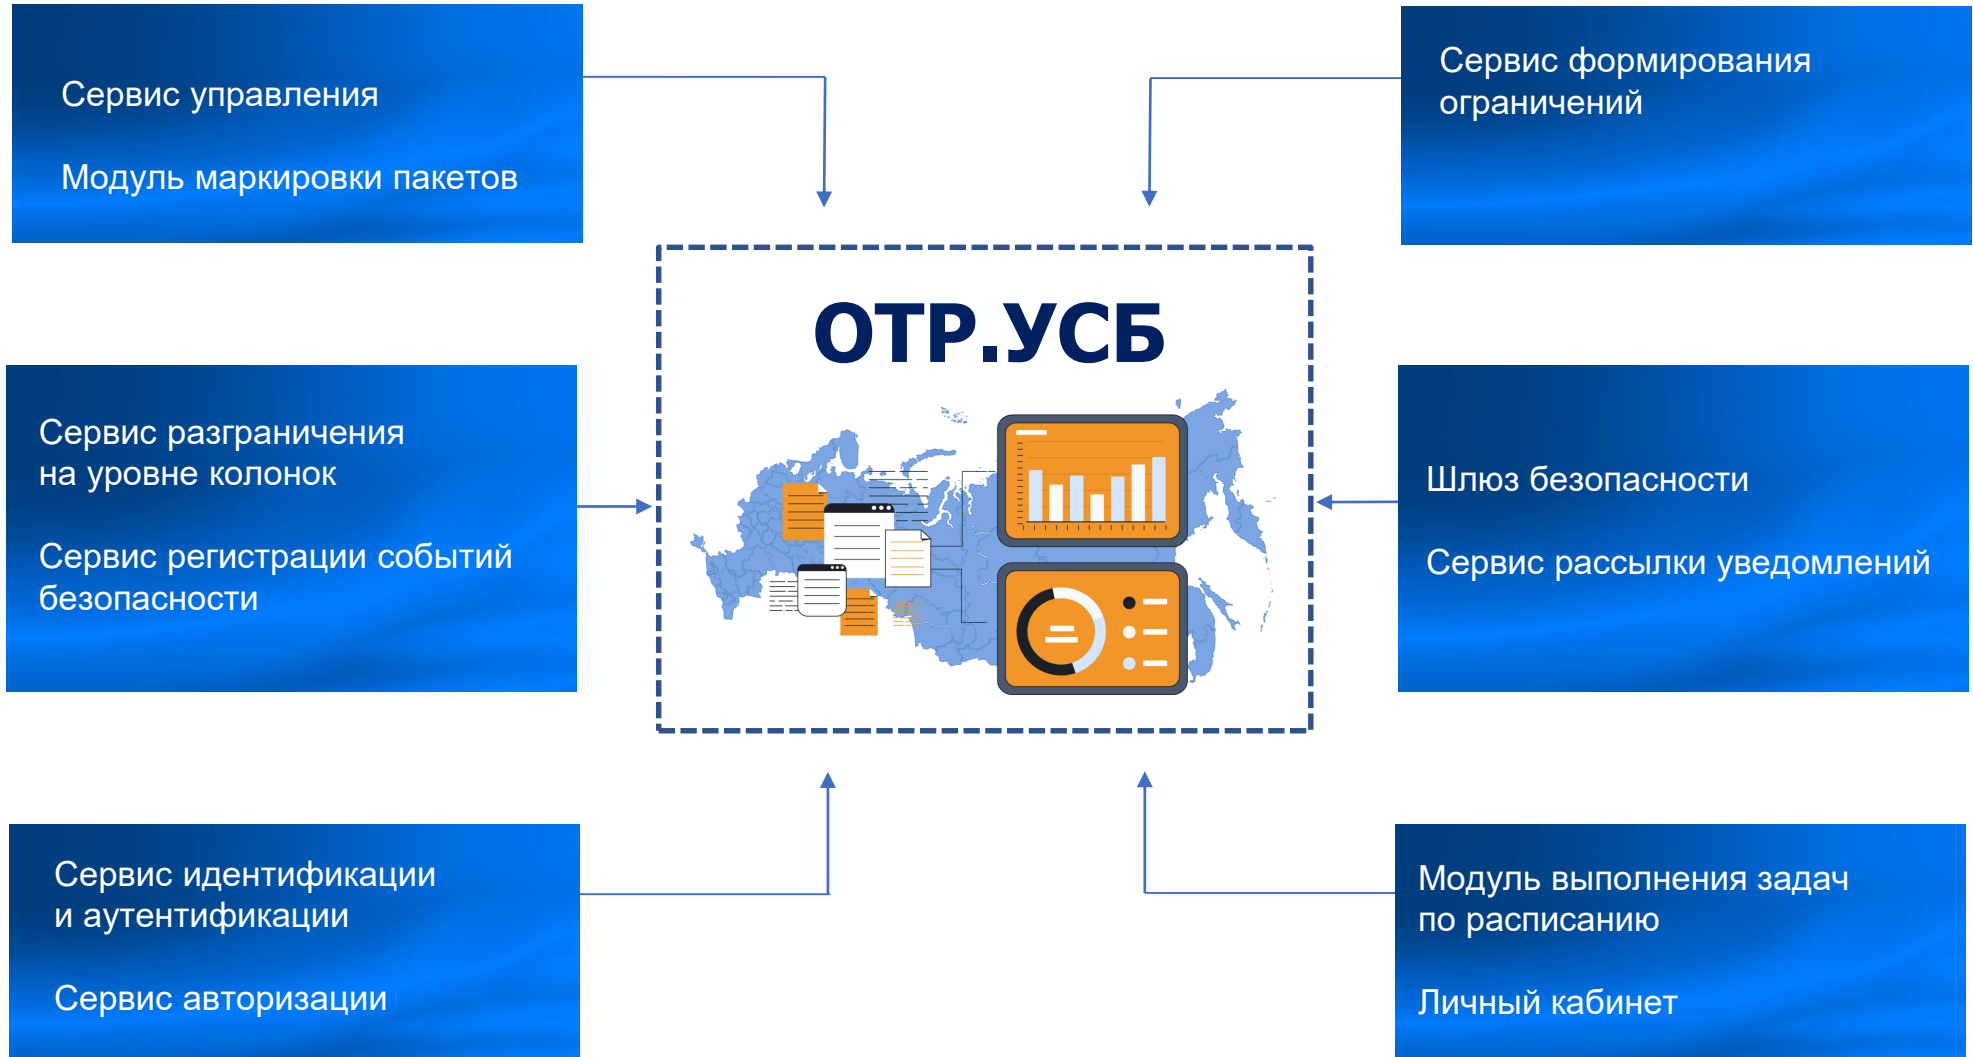 Сервис управления
Модуль маркировки пакетов
Сервис формирования
ограничений
ОТР.УСБ
Сервис разграничения
на уровне колонок
Сервис регистрации событий
безопасности
Шлюз безопасности
Сервис рассылки уведомлений
Сервис идентификации
и аутентификации
Сервис авторизации
Модуль выполнения задач
по расписанию
Личный кабинет